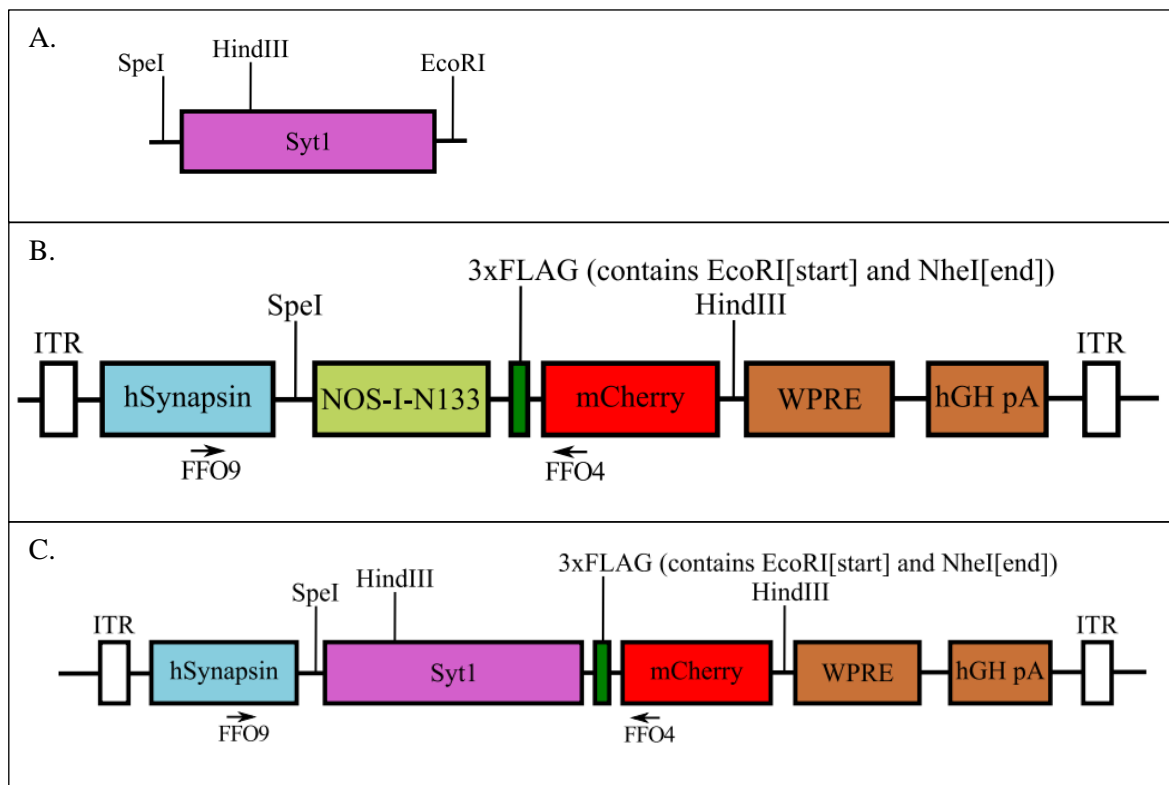 A.
SpeI HindIII EcoRI
Syt1
B.
3xFLAG (contains EcoRI[start] and NheI[end])
SpeI HindIII
ITR ITR
hSynapsin NOS-I-N133 mCherry WPRE hGH pA
FFO9 FFO4
C.
3xFLAG (contains EcoRI[start] and NheI[end])
SpeI HindIII HindIII
ITR ITR
hSynapsin Syt1 mCherry WPRE hGH pA
FFO9 FFO4